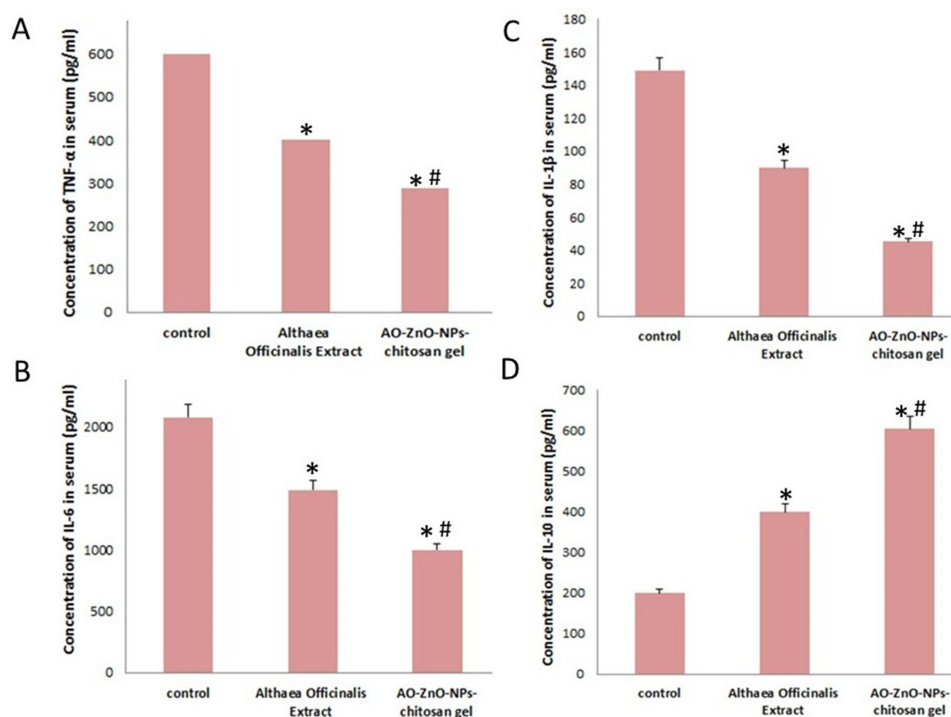 A
Concentration of TNF-α in serum (pg/ml)
600
500
400
300
200
100
0
*
* #
control
Althaea
Officinalis Extract
AO-ZnO-NPs-
chitosan gel
B
Concentration of IL-6 in serum (pg/ml)
2000
1500
1000
500
0
*
* #
control
Althaea Officinalis
Extract
AO-ZnO-NPs-
chitosan gel
C
Concentration of IL-1β in serum (pg/ml)
180
160
140
120
100
80
60
40
20
0
*
* #
control
Althaea Officinalis
Extract
AO-ZnO-NPs-
chitosan gel
D
Concentration of IL-10 in serum (pg/ml)
700
600
500
400
300
200
100
0
*
* #
control
Althaea Officinalis
Extract
AO-ZnO-NPs-
chitosan gel